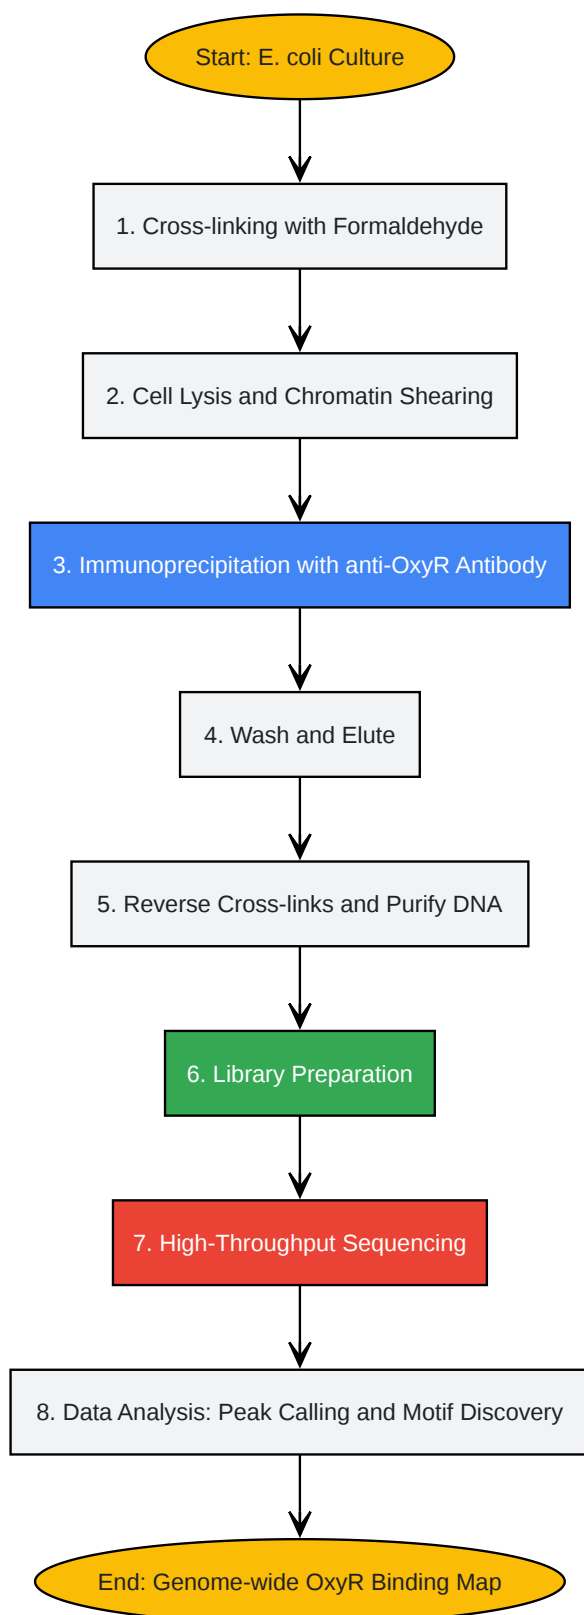 Start: E. coli Culture
1. Cross-linking with Formaldehyde
2. Cell Lysis and Chromatin Shearing
3. Immunoprecipitation with anti-OxyR Antibody
4. Wash and Elute
5. Reverse Cross-links and Purify DNA
6. Library Preparation
7. High-Throughput Sequencing
8. Data Analysis: Peak Calling and Motif Discovery
End: Genome-wide OxyR Binding Map